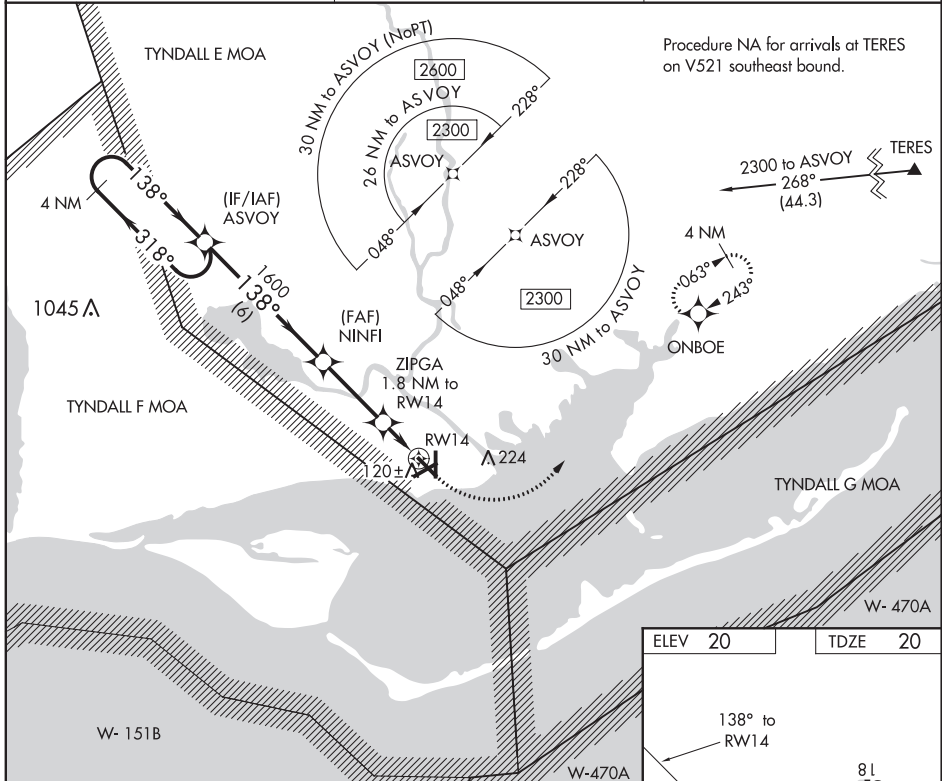 TYNDALL E MOA
30 NM to ASVOY (NoPT)
2600
228°
26 NM to ASVOY
2300
ASVOY
048°
Procedure NA for arrivals at TERES
on V521 southeast bound.
TERES
2300 to ASVOY
268°
(44.3)
4 NM
138°
318°
(IF/IAF)
ASVOY
228°
ASVOY
048°
2300
30 NM to ASVOY
4 NM
063°
243°
ONBOE
1045
1600
138°
(6)
(FAF)
NINFI
ZIPGA
1.8 NM to
RW14
TYNDALL F MOA
RW14
120±
224
TYNDALL G MOA
W- 470A
W- 151B
W-470A
ELEV 20
TDZE 20
138° to
RW14